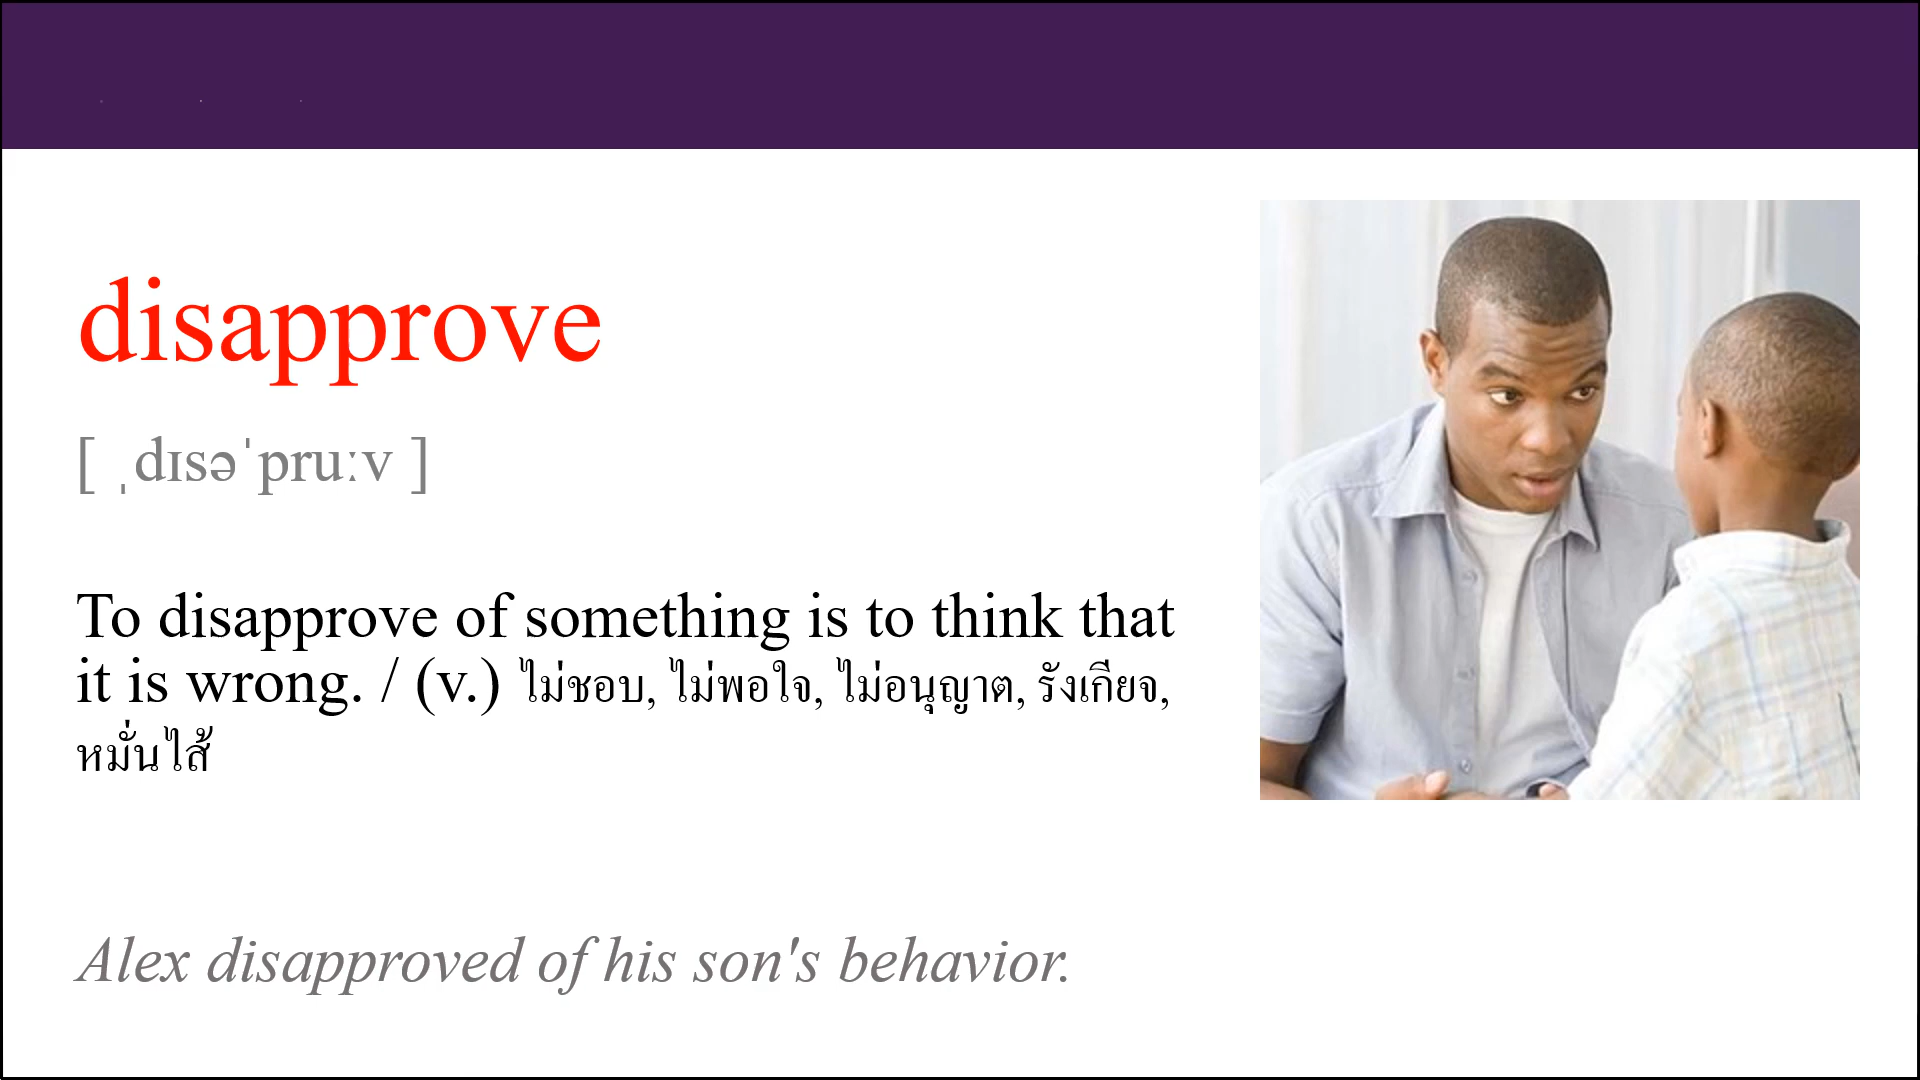 disapprove
[ ˌdɪsəˈpruːv ]
To disapprove of something is to think that
it is wrong. / (v.) ไม่ชอบ, ไม่พอใจ, ไม่อนุญาต, รังเกียจ,
หมั่นไส้
Alex disapproved of his son's behavior.